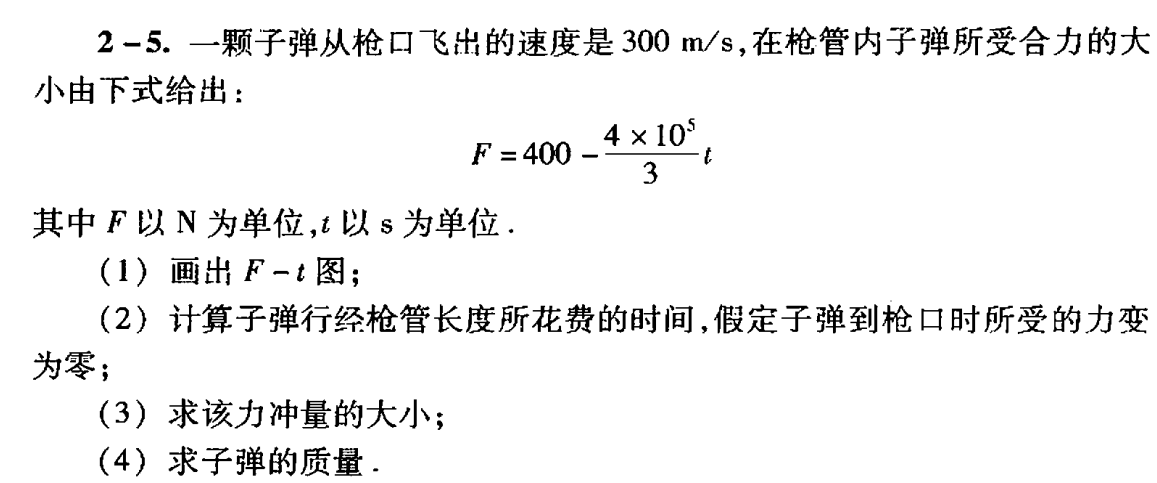 2-5. 一颗子弹从枪口飞出的速度是 300 m/s,在枪管内子弹所受合力的大
小由下式给出:
F = 400 - \frac{4 × 10^5}{3} t
其中 F 以 N 为单位,t 以 s 为单位.
(1) 画出 F-t 图;
(2) 计算子弹行经枪管长度所花费的时间,假定子弹到枪口时所受的力变
为零;
(3) 求该力冲量的大小;
(4) 求子弹的质量.